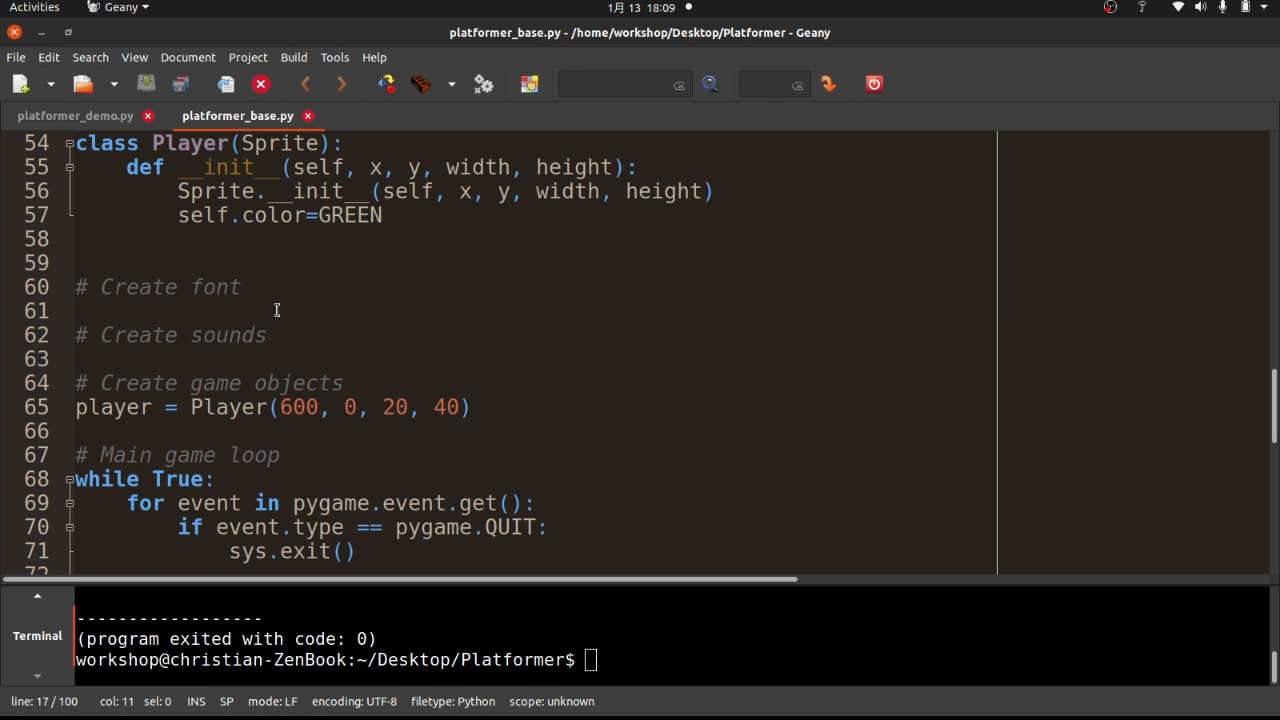 Activities Geany 1月 13 18:09
platformer_base.py - /home/workshop/Desktop/Platformer - Geany
File Edit Search View Document Project Build Tools Help
platformer_demo.py platformer_base.py
54 class Player(Sprite):
55 def __init__(self, x, y, width, height):
56 Sprite.__init__(self, x, y, width, height)
57 self.color=GREEN
58
59
60 # Create font
61
62 # Create sounds
63
64 # Create game objects
65 player = Player(600, 0, 20, 40)
66
67 # Main game loop
68 while True:
69 for event in pygame.event.get():
70 if event.type == pygame.QUIT:
71 sys.exit()
72
------------------
Terminal (program exited with code: 0)
workshop@christian-ZenBook:~/Desktop/Platformer$
line: 17 / 100 col: 11 sel: 0 INS SP mode: LF encoding: UTF-8 filetype: Python scope: unknown